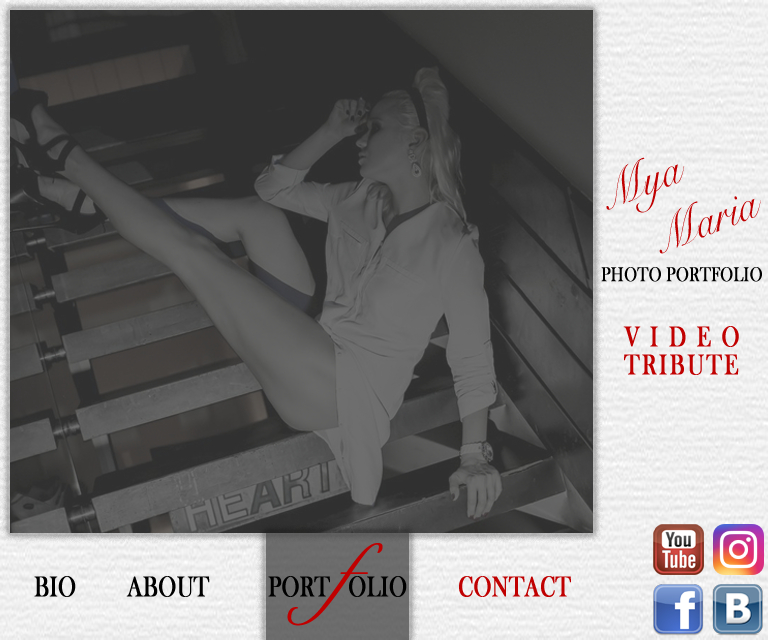 Mya
Maria
PHOTO PORTFOLIO
VIDEO
TRIBUTE
HEART
BIO ABOUT PORTfOLIO CONTACT
You
Tube
f B